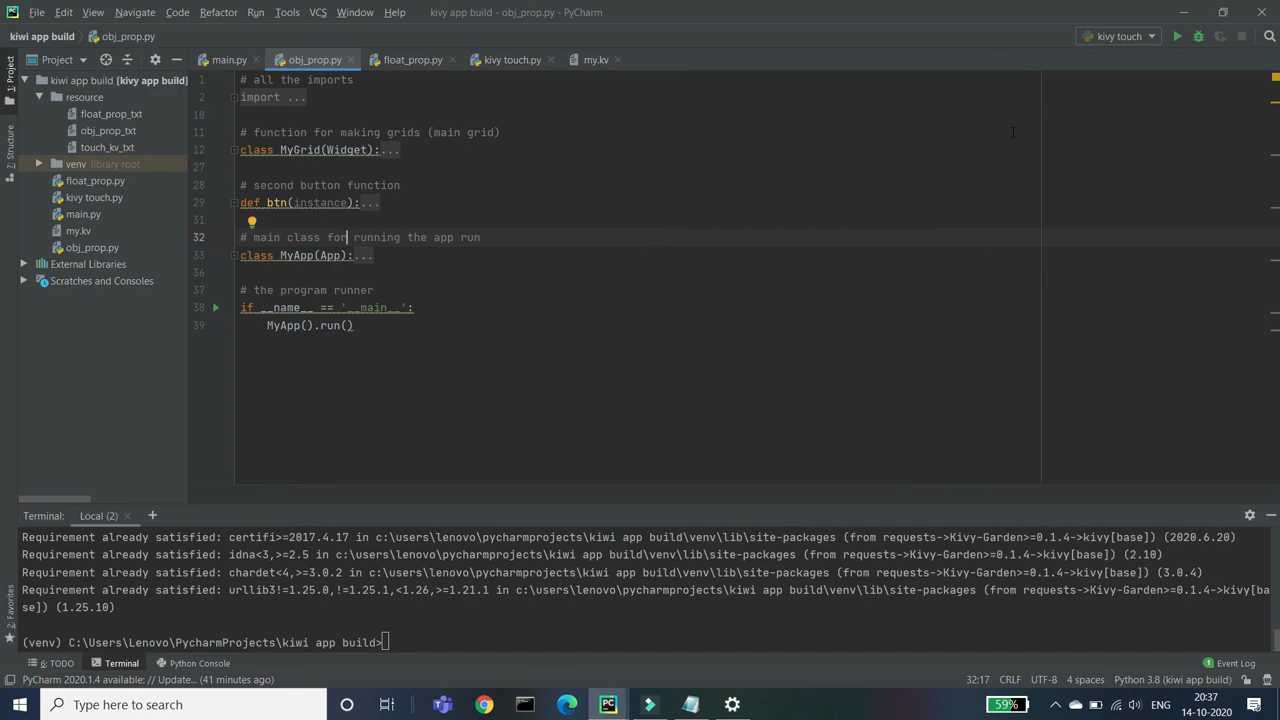 File Edit View Navigate Code Refactor Run Tools VCS Window Help kivy app build - obj_prop.py - PyCharm
kiwi app build obj_prop.py kivy touch
Project main.py obj_prop.py float_prop.py kivy touch.py my.kv
kiwi app build [kivy app build]
resource
float_prop_txt
obj_prop_txt
touch_kv_txt
venv library root
float_prop.py
kivy touch.py
main.py
my.kv
obj_prop.py
External Libraries
Scratches and Consoles
1: Project
7: Structure
2: Favorites
1 # all the imports
2 import ...
10
11 # function for making grids (main grid)
12 class MyGrid(Widget):...
27
28 # second button function
29 def btn(instance):...
31
32 # main class for running the app run
33 class MyApp(App):...
36
37 # the program runner
38 if __name__ == '__main__':
39 MyApp().run()
Terminal: Local (2)
Requirement already satisfied: certifi>=2017.4.17 in c:\users\lenovo\pycharmprojects\kiwi app build\venv\lib\site-packages (from requests->Kivy-Garden>=0.1.4->kivy[base]) (2020.6.20)
Requirement already satisfied: idna<3,>=2.5 in c:\users\lenovo\pycharmprojects\kiwi app build\venv\lib\site-packages (from requests->Kivy-Garden>=0.1.4->kivy[base]) (2.10)
Requirement already satisfied: chardet<4,>=3.0.2 in c:\users\lenovo\pycharmprojects\kiwi app build\venv\lib\site-packages (from requests->Kivy-Garden>=0.1.4->kivy[base]) (3.0.4)
Requirement already satisfied: urllib3!=1.25.0,!=1.25.1,<1.26,>=1.21.1 in c:\users\lenovo\pycharmprojects\kiwi app build\venv\lib\site-packages (from requests->Kivy-Garden>=0.1.4->kivy[ba
se]) (1.25.10)
(venv) C:\Users\Lenovo\PycharmProjects\kiwi app build>
6: TODO Terminal Python Console Event Log
PyCharm 2020.1.4 available: // Update... (41 minutes ago) 32:17 CRLF UTF-8 4 spaces Python 3.8 (kiwi app build)
Type here to search 59% ENG 20:37
14-10-2020